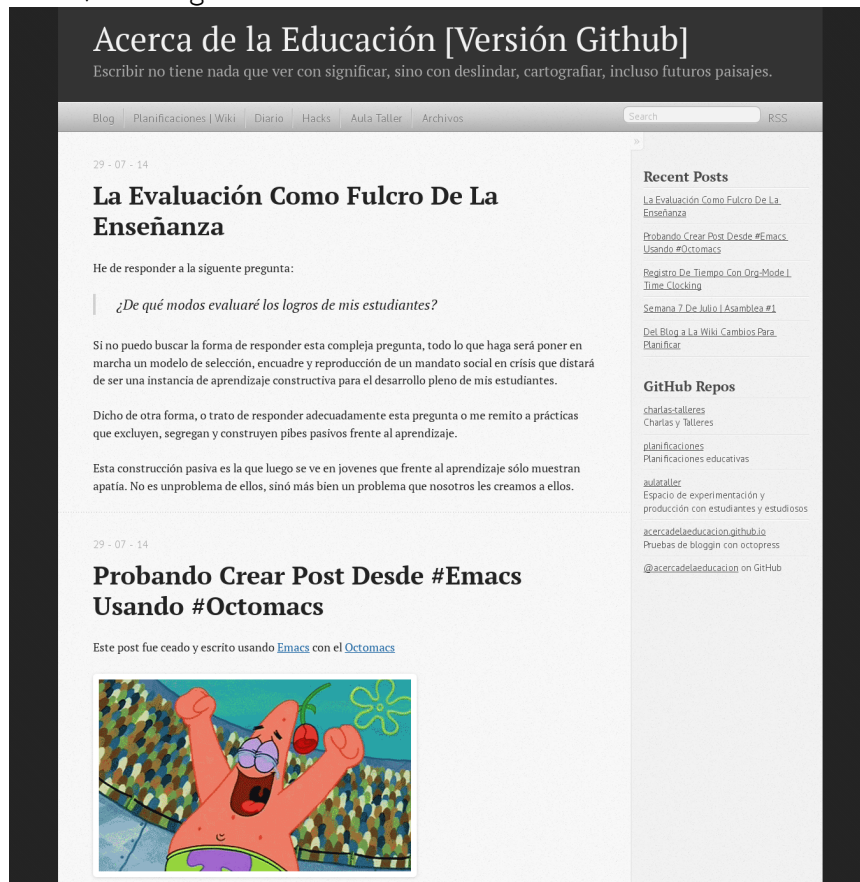 Acerca de la Educación [Versión Github]
Escribir no tiene nada que ver con significar, sino con deslindar, cartografiar, incluso futuros paisajes.
Blog
Planificaciones | Wiki
Diario
Hacks
Aula Taller
Archivos
Search
RSS
29 - 07 - 14
La Evaluación Como Fulcro De La
Enseñanza
He de responder a la siguente pregunta:
¿De qué modos evaluaré los logros de mis estudiantes?
Si no puedo buscar la forma de responder esta compleja pregunta, todo lo que haga será poner en
marcha un modelo de selección, encuadre y reproducción de un mandato social en crísis que distará
de ser una instancia de aprendizaje constructiva para el desarrollo pleno de mis estudiantes.
Dicho de otra forma, o trato de responder adecuadamente esta pregunta o me remito a prácticas
que excluyen, segregan y construyen pibes pasivos frente al aprendizaje.
Esta construcción pasiva es la que luego se ve en jovenes que frente al aprendizaje sólo muestran
apatía. No es unproblema de ellos, sinó más bien un problema que nosotros les creamos a ellos.
29 - 07 - 14
Probando Crear Post Desde #Emacs
Usando #Octomacs
Este post fue ceado y escrito usando Emacs con el Octomacs
»
Recent Posts
La Evaluación Como Fulcro De La
Enseñanza
Probando Crear Post Desde #Emacs
Usando #Octomacs
Registro De Tiempo Con Org-Mode |
Time Clocking
Semana 7 De Julio | Asamblea #1
Del Blog a La Wiki Cambios Para
Planificar
GitHub Repos
charlas-talleres
Charlas y Talleres
planificaciones
Planificaciones educativas
aulataller
Espacio de experimentación y
producción con estudiantes y estudiosos
acercadelaeducacion.github.io
Pruebas de bloggin con octopress
@acercadelaeducacion on GitHub